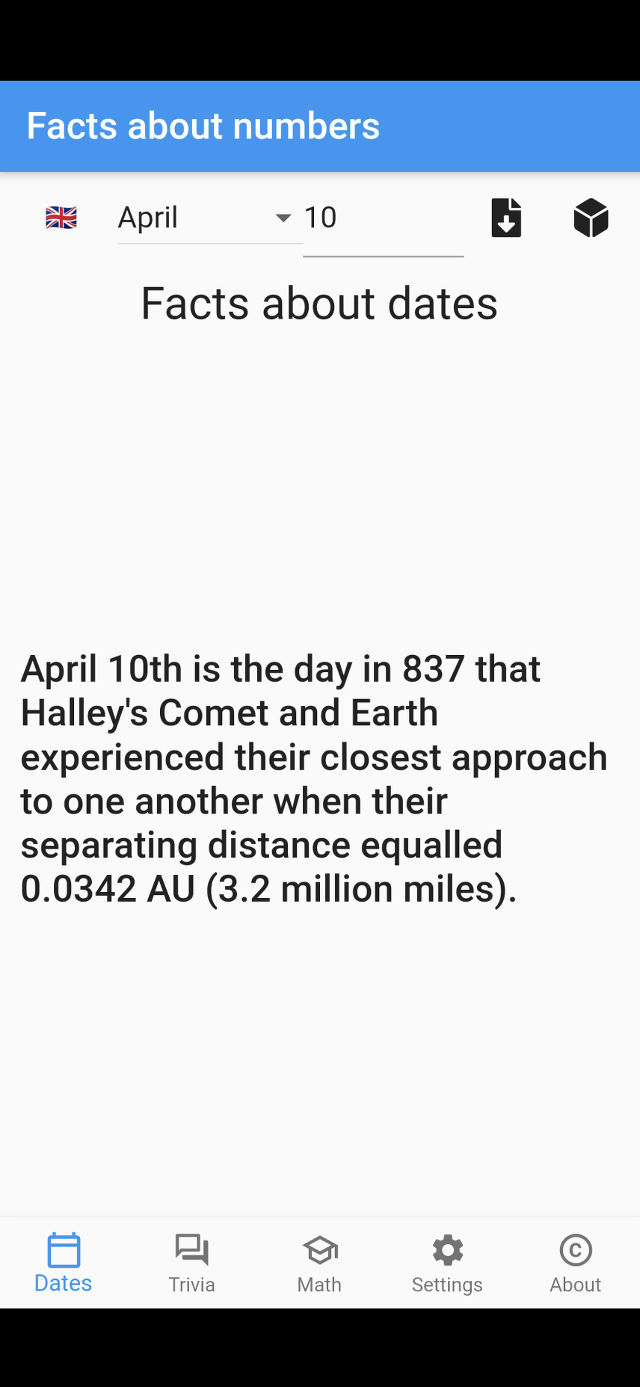 Facts about numbers
April 10
Facts about dates
April 10th is the day in 837 that
Halley's Comet and Earth
experienced their closest approach
to one another when their
separating distance equalled
0.0342 AU (3.2 million miles).
Dates Trivia Math Settings About